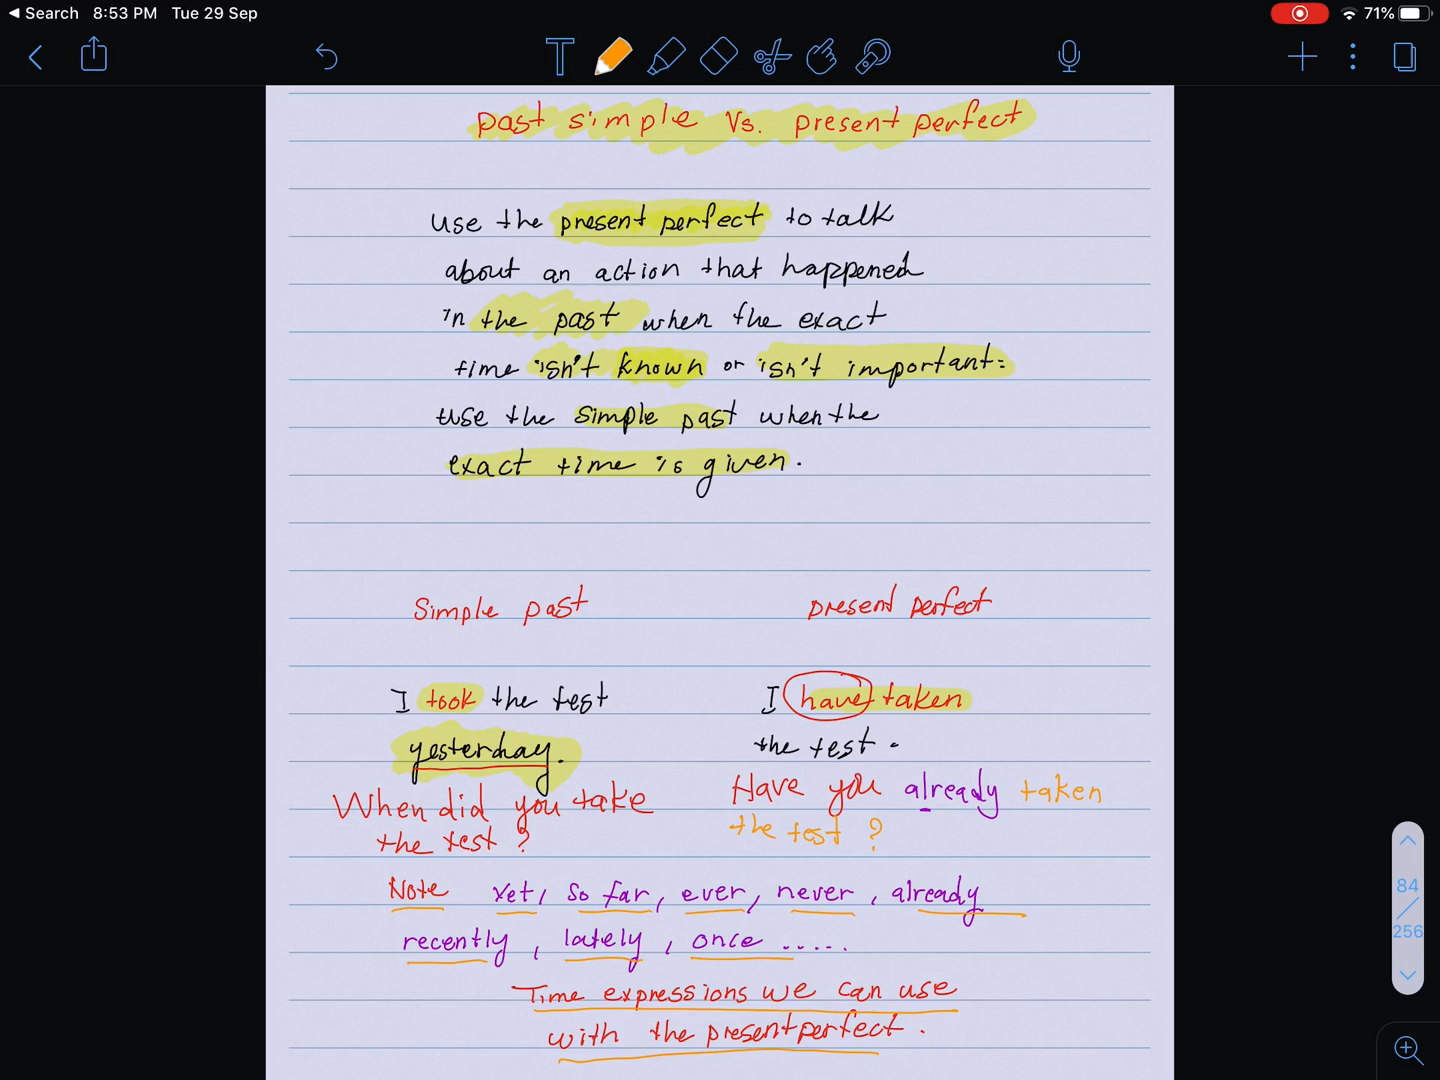 Search 8:53 PM Tue 29 Sep 71%
past simple Vs. present perfect
use the present perfect to talk
about an action that happened
in the past when the exact
time isn't known or isn't important:
use the simple past when the
exact time is given.
Simple past present perfect
I took the test I have taken
yesterday. the test.
When did you take Have you already taken
the test? the test?
Note Yet, so far, ever, never, already
recently, lately, once .....
Time expressions we can use
with the present perfect.
84
256